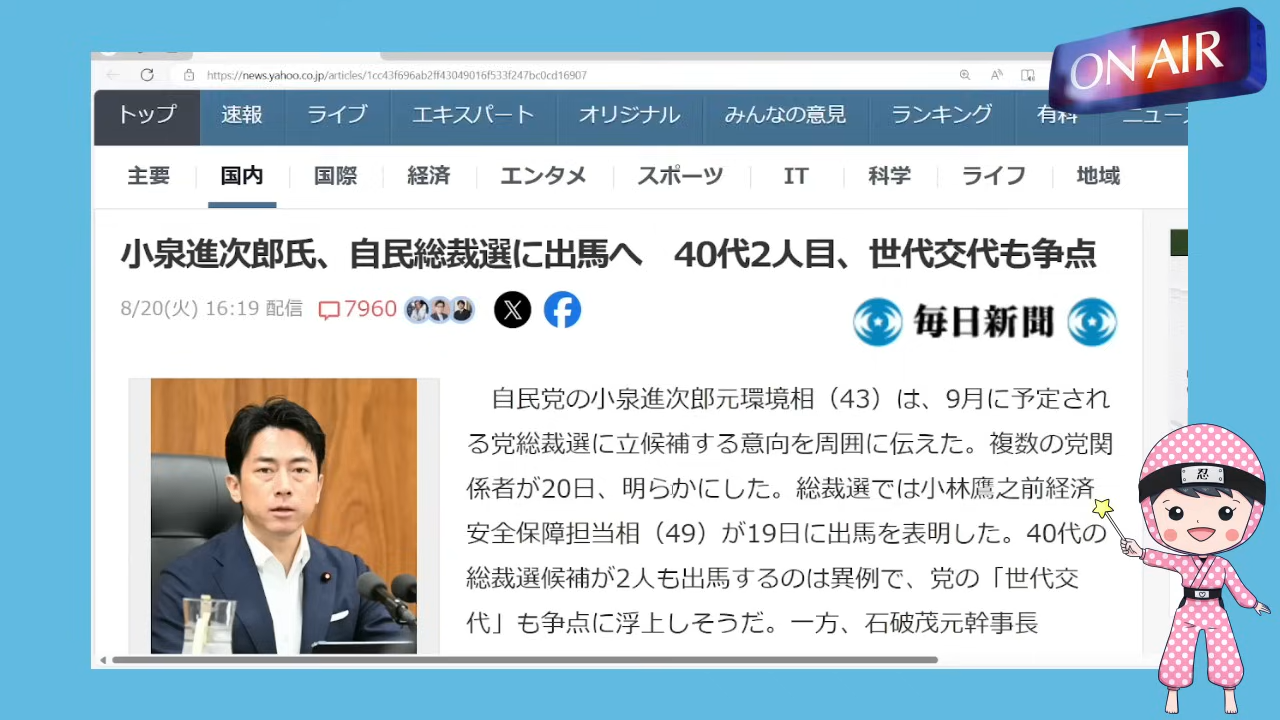 ON AIR
https://news.yahoo.co.jp/articles/1cc43f696ab2ff43049016f533f247bc0cd16907
トップ 速報 ライブ エキスパート オリジナル みんなの意見 ランキング 有料 ニュース
主要 国内 国際 経済 エンタメ スポーツ IT 科学 ライフ 地域
小泉進次郎氏、自民総裁選に出馬へ 40代2人目、世代交代も争点
8/20(火) 16:19 配信 7960
毎日新聞
自民党の小泉進次郎元環境相(43)は、9月に予定され
る党総裁選に立候補する意向を周囲に伝えた。複数の党関
係者が20日、明らかにした。総裁選では小林鷹之前経済
安全保障担当相(49)が19日に出馬を表明した。40代の
総裁選候補が2人も出馬するのは異例で、党の「世代交
代」も争点に浮上しそうだ。一方、石破茂元幹事長
忍